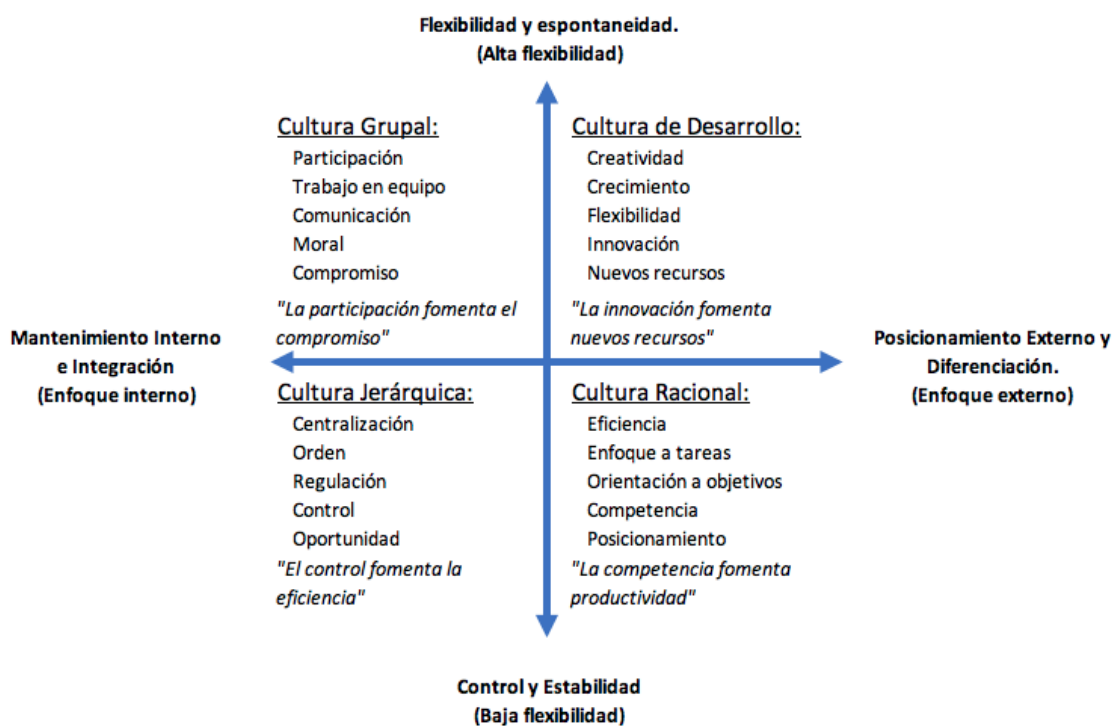 Flexibilidad y espontaneidad.
(Alta flexibilidad)
Cultura Grupal:
Participación
Trabajo en equipo
Comunicación
Moral
Compromiso
"La participación fomenta el
compromiso"
Cultura de Desarrollo:
Creatividad
Crecimiento
Flexibilidad
Innovación
Nuevos recursos
"La innovación fomenta
nuevos recursos"
Mantenimiento Interno
e Integración
(Enfoque interno)
Posicionamiento Externo y
Diferenciación.
(Enfoque externo)
Cultura Jerárquica:
Centralización
Orden
Regulación
Control
Oportunidad
"El control fomenta la
eficiencia"
Cultura Racional:
Eficiencia
Enfoque a tareas
Orientación a objetivos
Competencia
Posicionamiento
"La competencia fomenta
productividad"
Control y Estabilidad
(Baja flexibilidad)